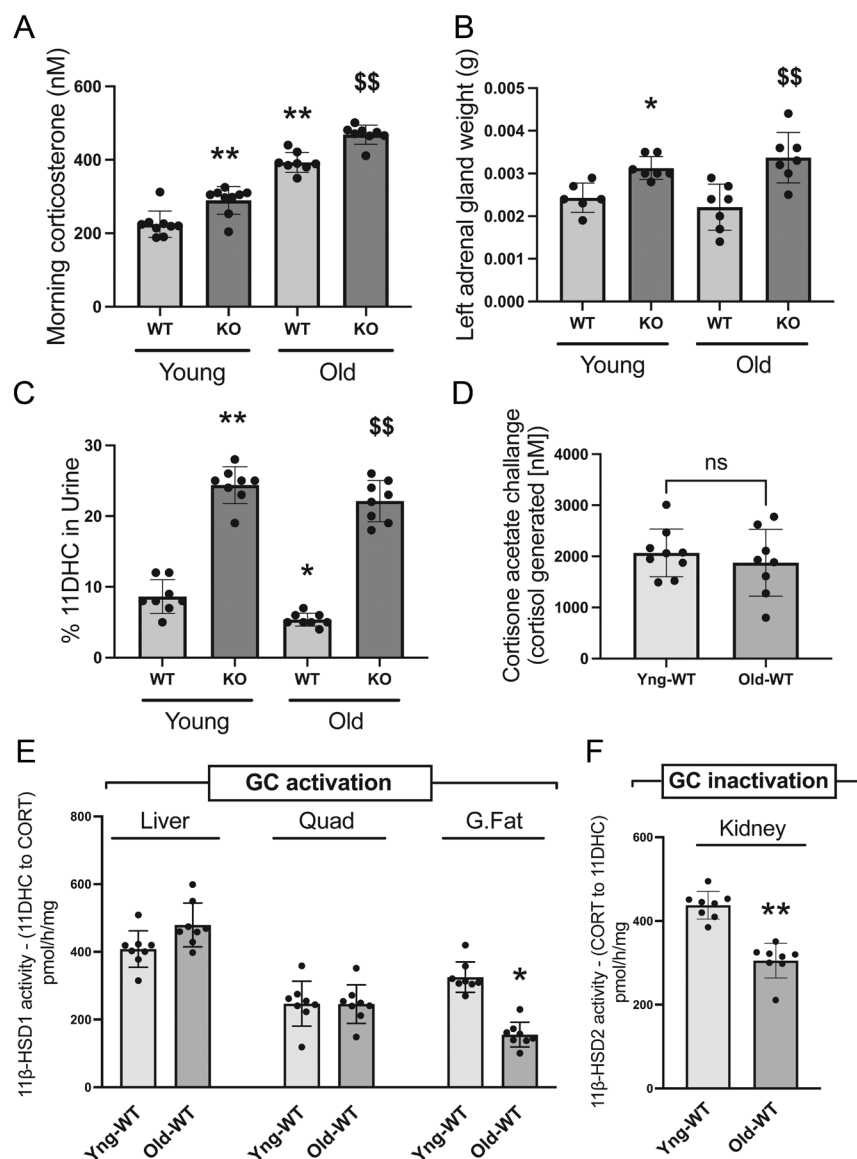 A
Morning corticosterone (nM)
600
400
200
0
**
**
$$
WT
KO
WT
KO
Young
Old
B
Left adrenal gland weight (g)
0.005
0.004
0.003
0.002
0.001
0.000
*
$$
WT
KO
WT
KO
Young
Old
C
% 11DHC in Urine
30
20
10
0
**
*
$$
WT
KO
WT
KO
Young
Old
D
Cortisone acetate challange
(cortisol generated [nM])
4000
3000
2000
1000
0
ns
Yng-WT
Old-WT
E
GC activation
11β-HSD1 activity - (11DHC to CORT)
pmol/h/mg
800
600
400
200
0
Liver
Quad
G.Fat
*
Yng-WT
Old-WT
Yng-WT
Old-WT
Yng-WT
Old-WT
F
GC inactivation
11β-HSD2 activity - (CORT to 11DHC)
pmol/h/mg
600
400
200
0
Kidney
**
Yng-WT
Old-WT